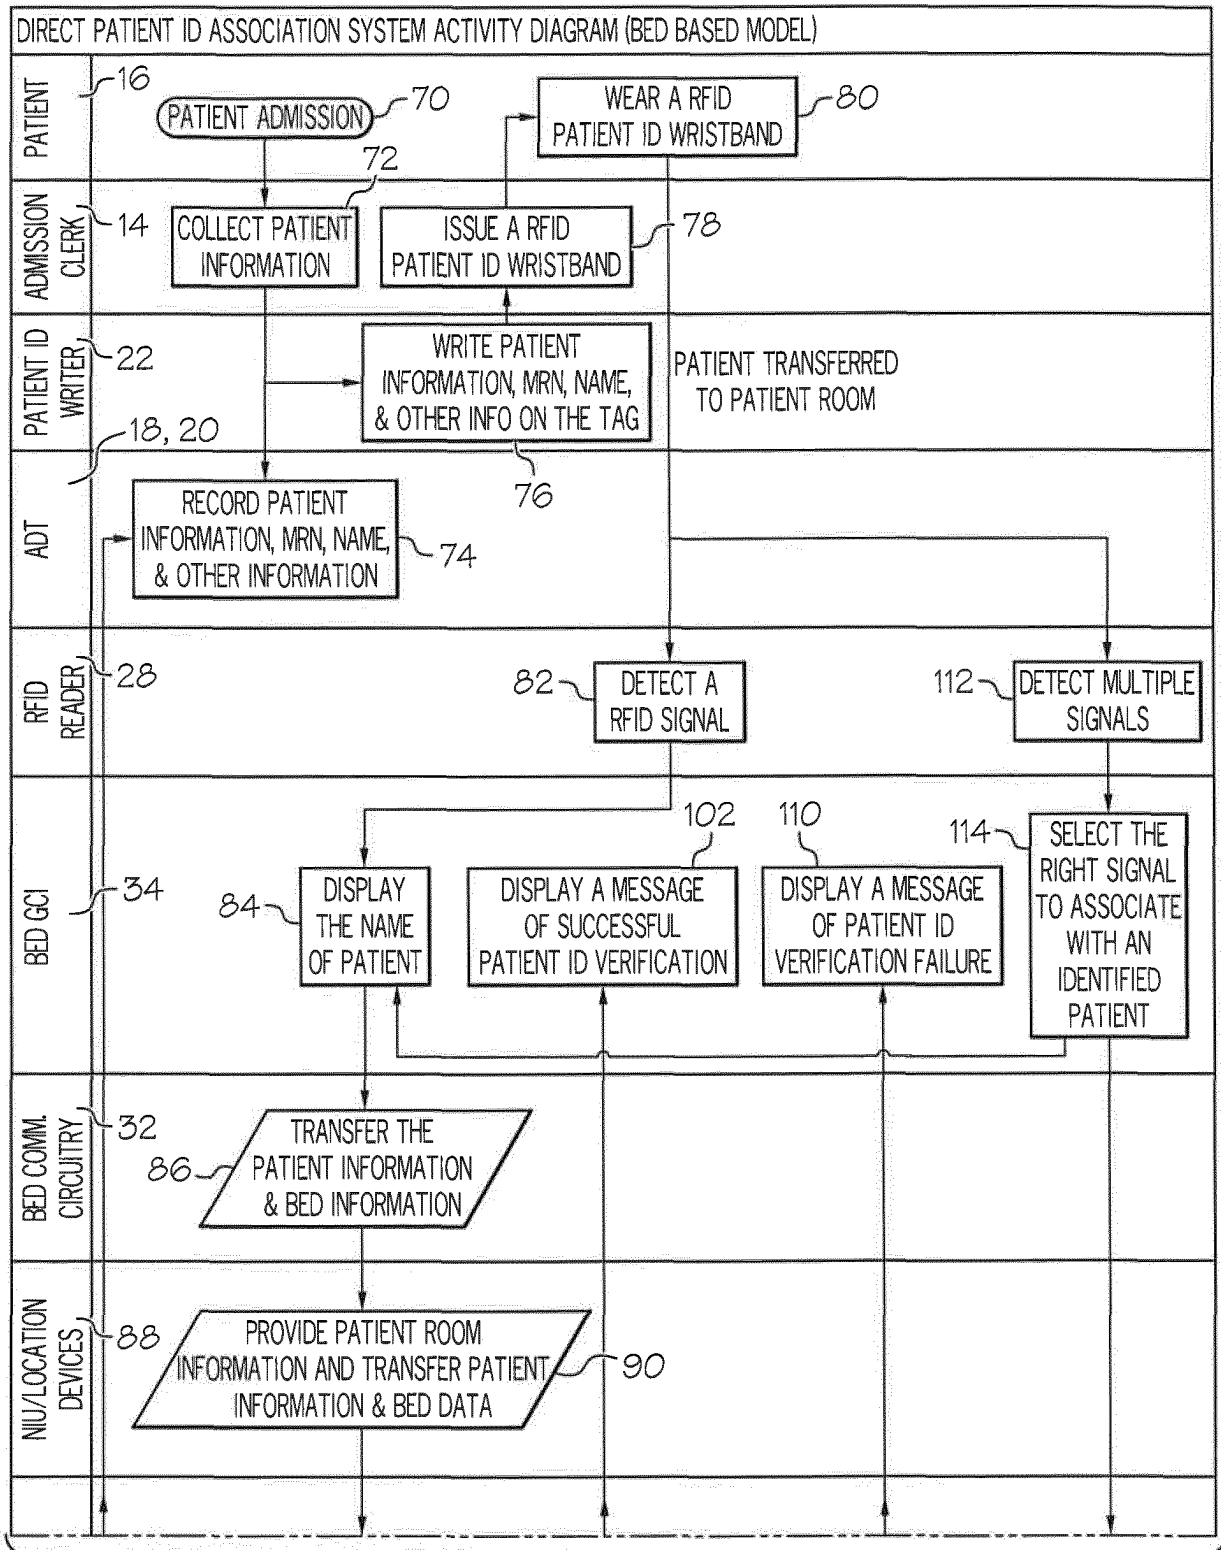 DIRECT PATIENT ID ASSOCIATION SYSTEM ACTIVITY DIAGRAM (BED BASED MODEL)
PATIENT
16
PATIENT ADMISSION
70
WEAR A RFID
PATIENT ID WRISTBAND
80
ADMISSION
CLERK
14
72
COLLECT PATIENT
INFORMATION
ISSUE A RFID
PATIENT ID WRISTBAND
78
PATIENT ID
WRITER
22
WRITE PATIENT
INFORMATION, MRN, NAME,
& OTHER INFO ON THE TAG
76
PATIENT TRANSFERRED
TO PATIENT ROOM
ADT
18, 20
RECORD PATIENT
INFORMATION, MRN, NAME,
& OTHER INFORMATION
74
RFID
READER
28
82
DETECT A
RFID SIGNAL
112
DETECT MULTIPLE
SIGNALS
BED GCI
34
84
DISPLAY
THE NAME
OF PATIENT
102
DISPLAY A MESSAGE
OF SUCCESSFUL
PATIENT ID VERIFICATION
110
DISPLAY A MESSAGE
OF PATIENT ID
VERIFICATION FAILURE
114
SELECT THE
RIGHT SIGNAL
TO ASSOCIATE
WITH AN
IDENTIFIED
PATIENT
BED COMM.
CIRCUITRY
32
86
TRANSFER THE
PATIENT INFORMATION
& BED INFORMATION
NIU/LOCATION
DEVICES
88
PROVIDE PATIENT ROOM
INFORMATION AND TRANSFER PATIENT
INFORMATION & BED DATA
90